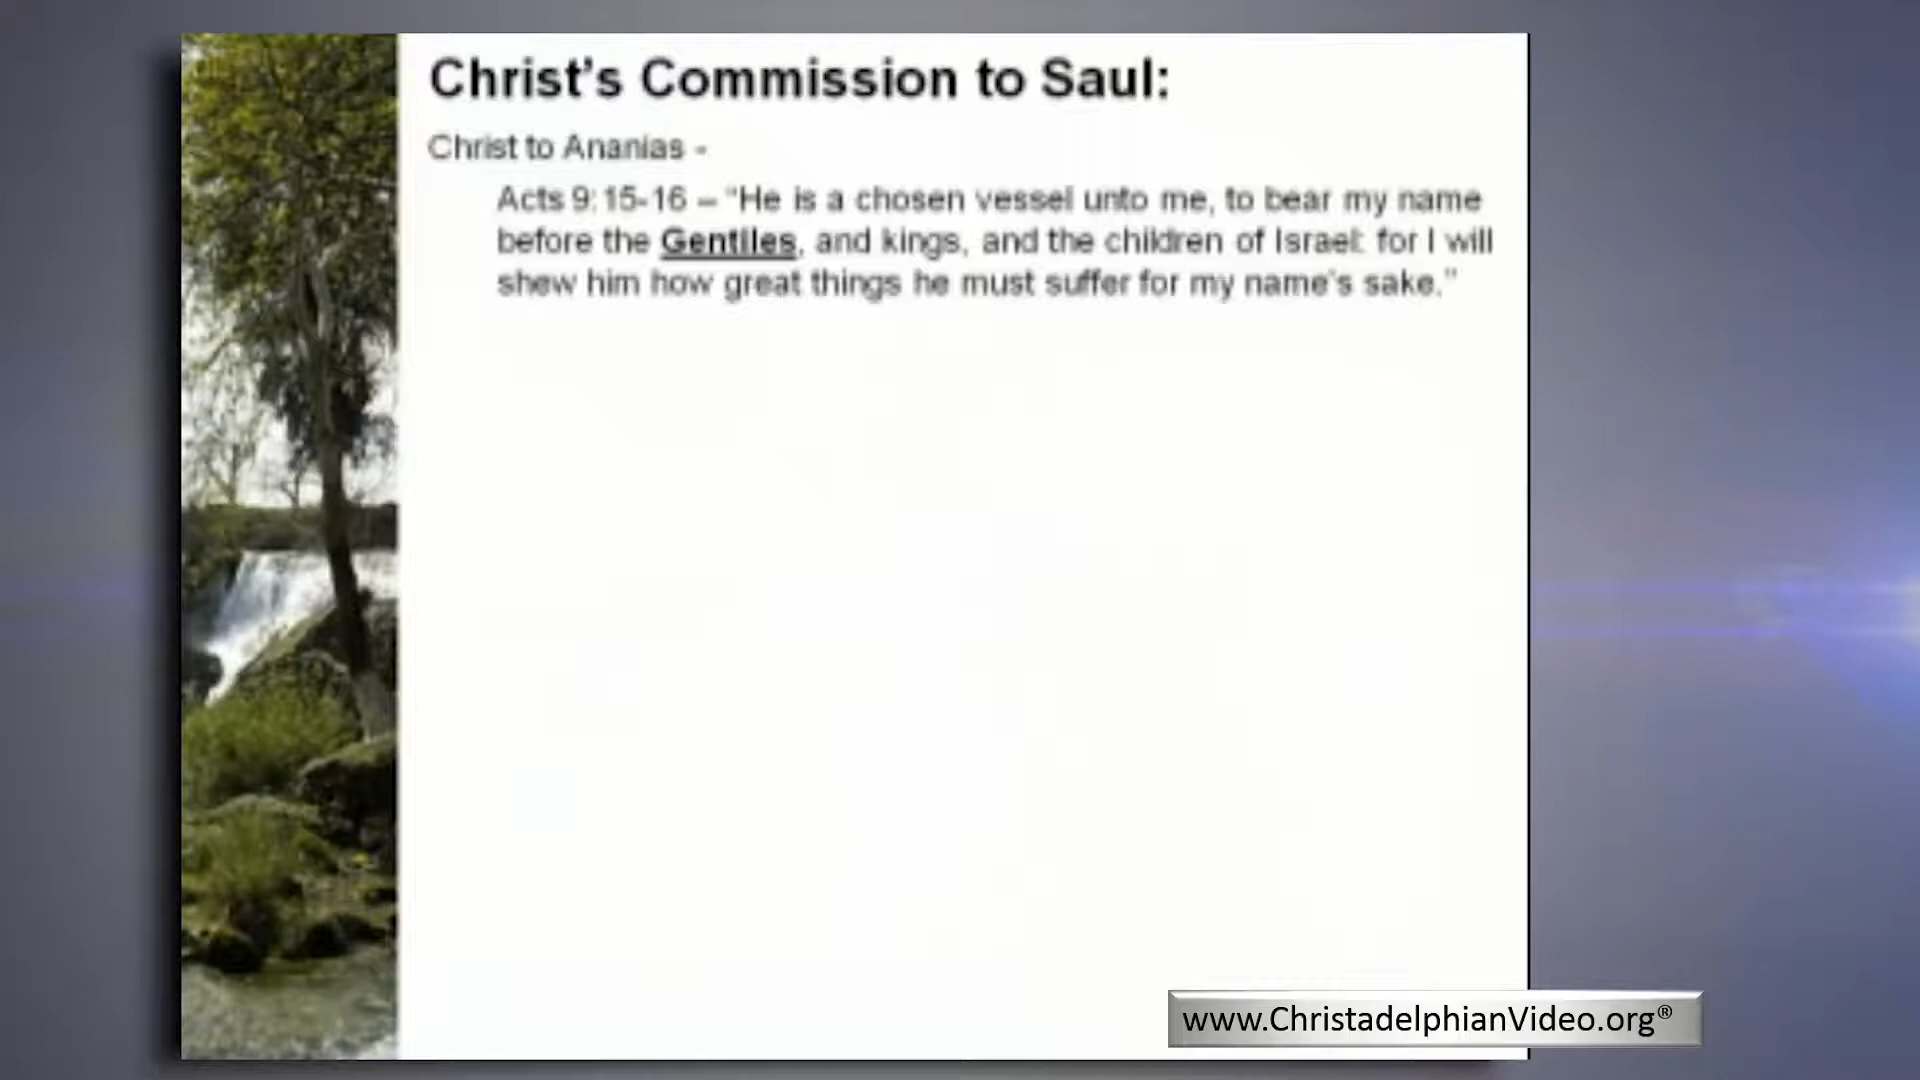 Christ's Commission to Saul:
Christ to Ananias -
Acts 9:15-16 – "He is a chosen vessel unto me, to bear my name
before the Gentiles, and kings, and the children of Israel: for I will
shew him how great things he must suffer for my name's sake."
www.ChristadelphianVideo.org®